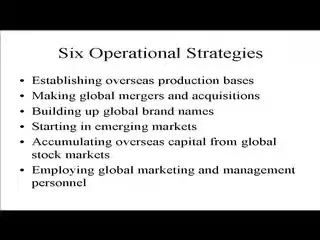 Six Operational Strategies
• Establishing overseas production bases
• Making global mergers and acquisitions
• Building up global brand names
• Starting in emerging markets
• Accumulating overseas capital from global
stock markets
• Employing global marketing and management
personnel